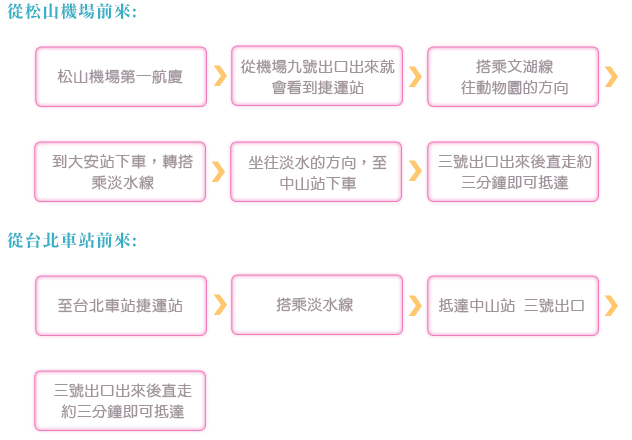 從松山機場前來:
松山機場第一航廈
從機場九號出口出來就
會看到捷運站
搭乘文湖線
往動物園的方向
到大安站下車，轉搭
乘淡水線
坐往淡水的方向，至
中山站下車
三號出口出來後直走約
三分鐘即可抵達
從台北車站前來:
至台北車站捷運站
搭乘淡水線
抵達中山站 三號出口
三號出口出來後直走
約三分鐘即可抵達